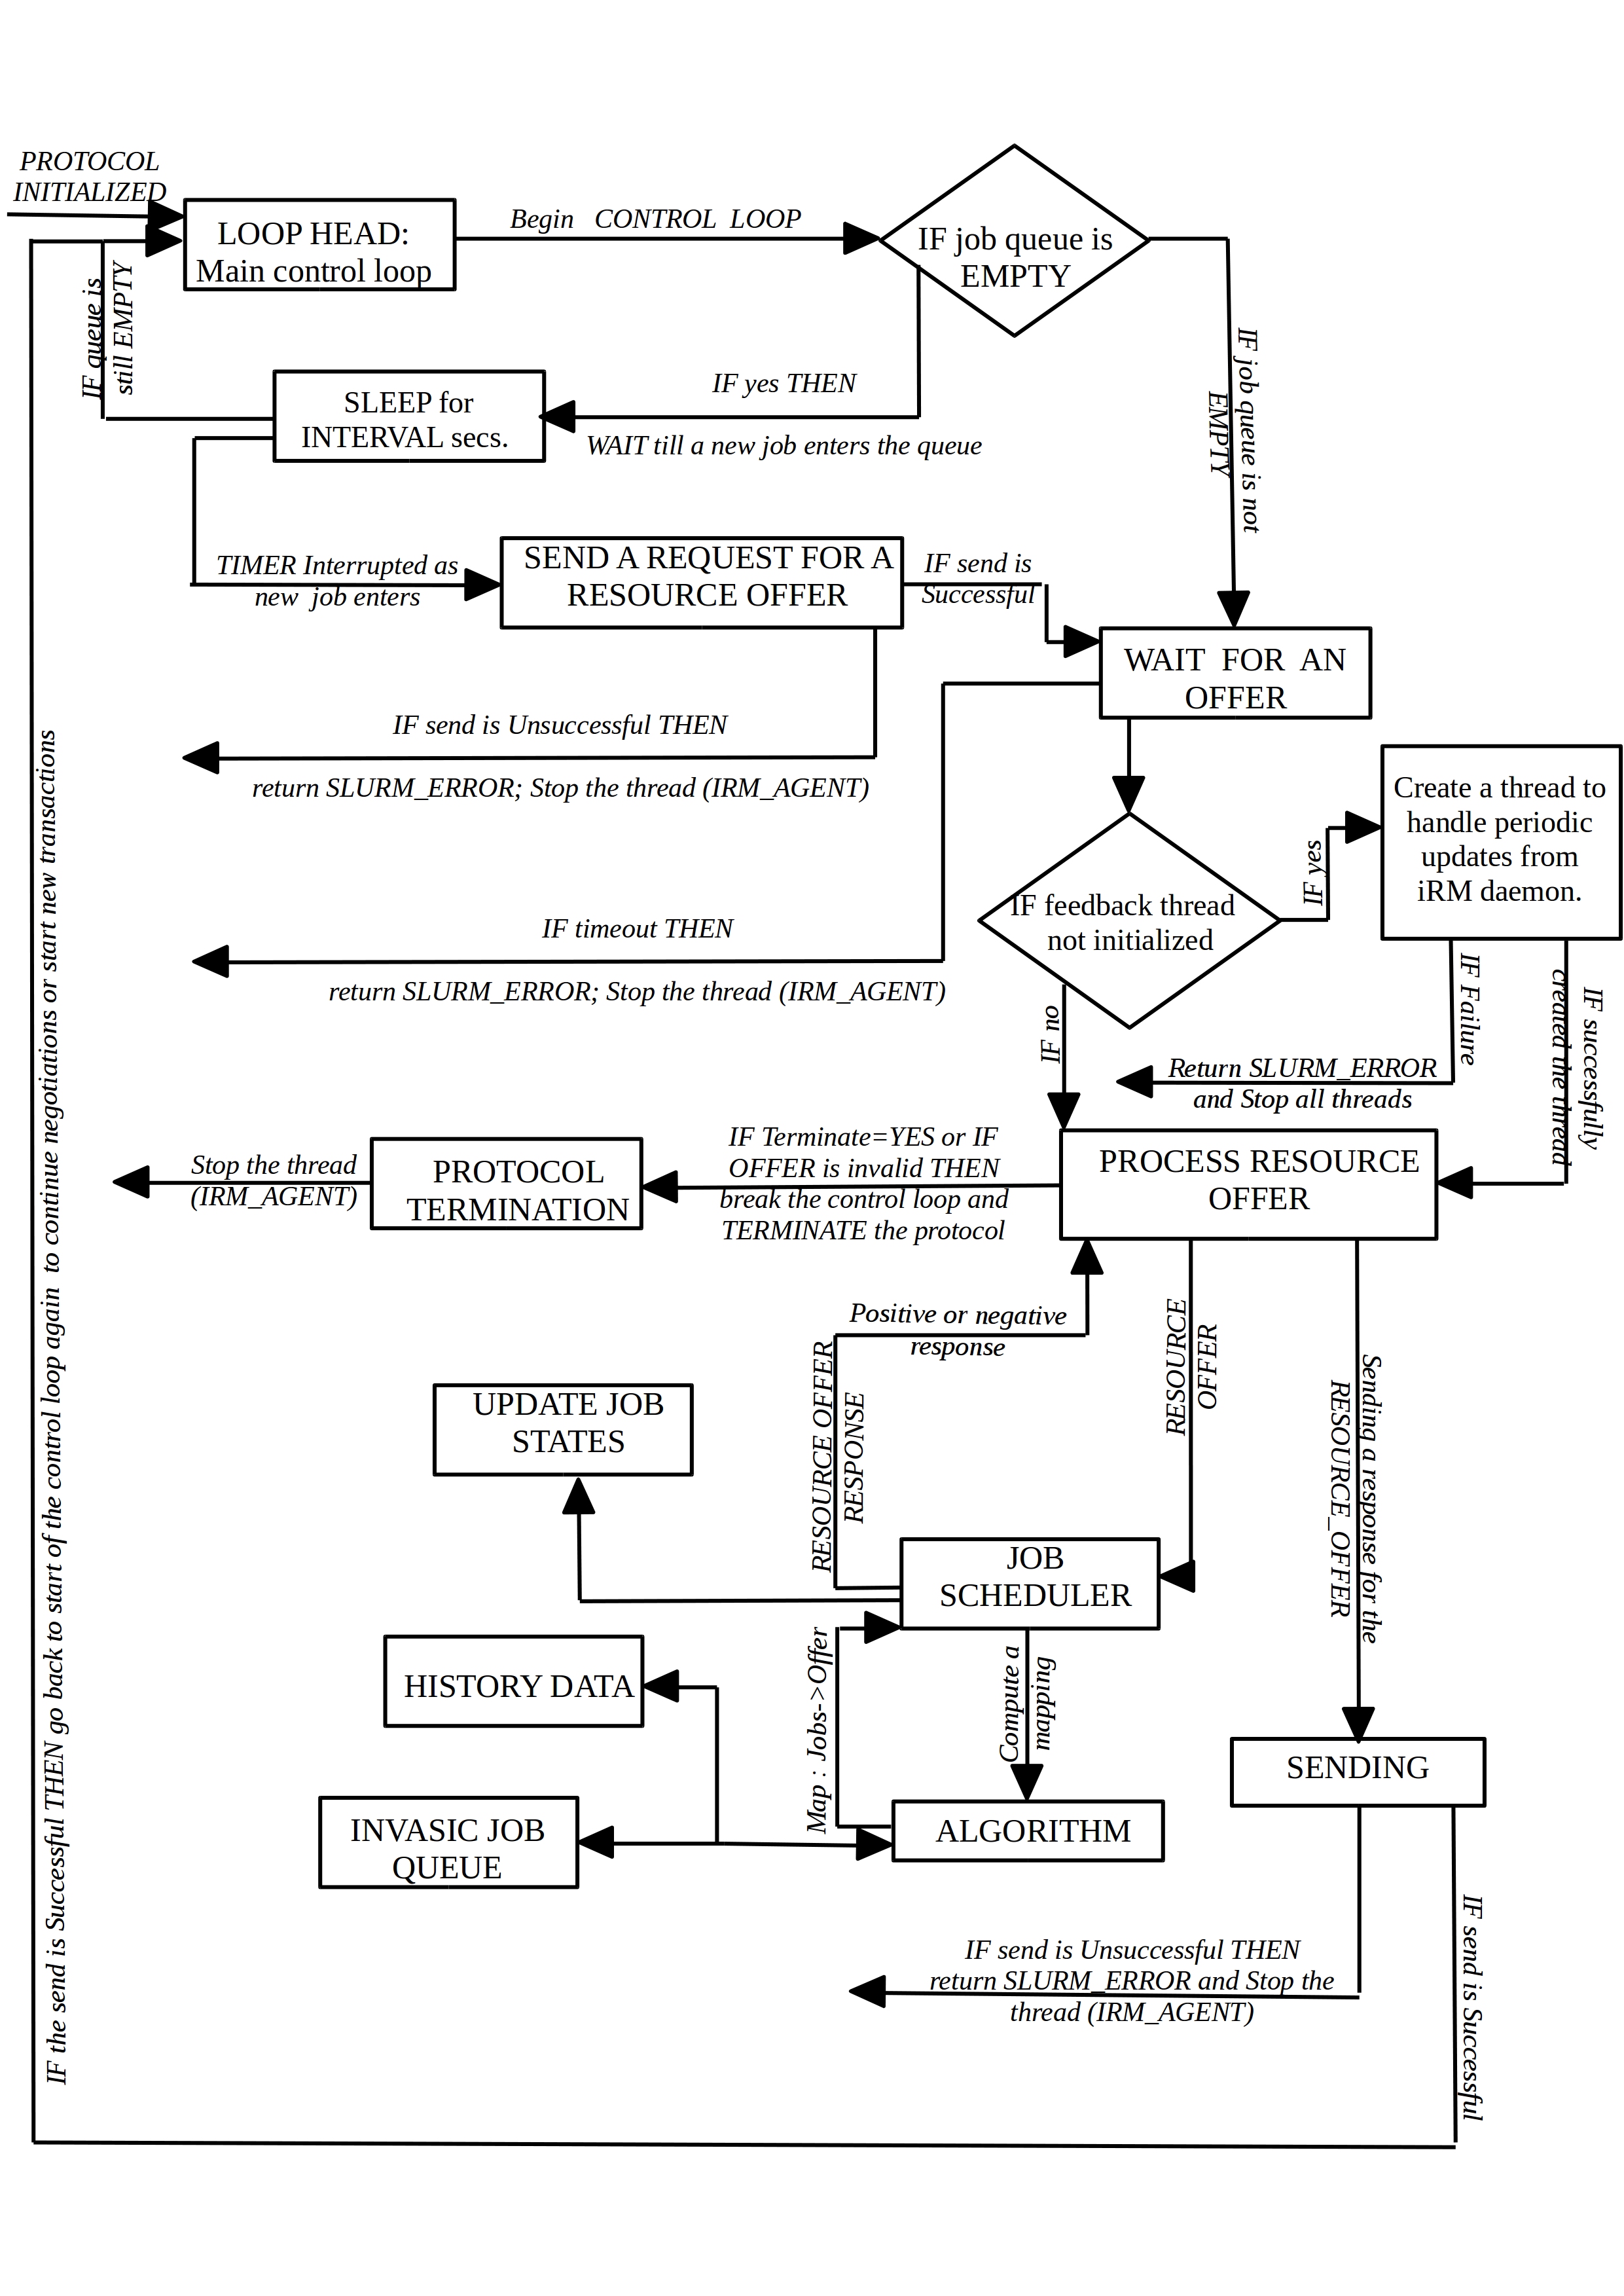 PROTOCOL
INITIALIZED
LOOP HEAD:
Main control loop
Begin CONTROL LOOP
IF job queue is
EMPTY
IF queue is
still EMPTY
SLEEP for
INTERVAL secs.
IF yes THEN
WAIT till a new job enters the queue
IF job queue is not
EMPTY
TIMER Interrupted as
new job enters
SEND A REQUEST FOR A
RESOURCE OFFER
IF send is
Successful
WAIT FOR AN
OFFER
IF send is Unsuccessful THEN
return SLURM_ERROR; Stop the thread (IRM_AGENT)
Create a thread to
handle periodic
updates from
iRM daemon.
IF yes
IF feedback thread
not initialized
IF timeout THEN
return SLURM_ERROR; Stop the thread (IRM_AGENT)
IF no
IF Failure
IF successfully
created the thread
Return SLURM_ERROR
and Stop all threads
Stop the thread
(IRM_AGENT)
PROTOCOL
TERMINATION
IF Terminate=YES or IF
OFFER is invalid THEN
break the control loop and
TERMINATE the protocol
PROCESS RESOURCE
OFFER
Positive or negative
response
RESOURCE OFFER
RESPONSE
RESOURCE
OFFER
Sending a response for the
RESOURCE_OFFER
UPDATE JOB
STATES
JOB
SCHEDULER
HISTORY DATA
Map : Jobs->Offer
Compute a
mapping
SENDING
INVASIC JOB
QUEUE
ALGORITHM
IF send is Unsuccessful THEN
return SLURM_ERROR and Stop the
thread (IRM_AGENT)
IF send is Successful
IF the send is Successful THEN go back to start of the control loop again to continue negotiations or start new transactions